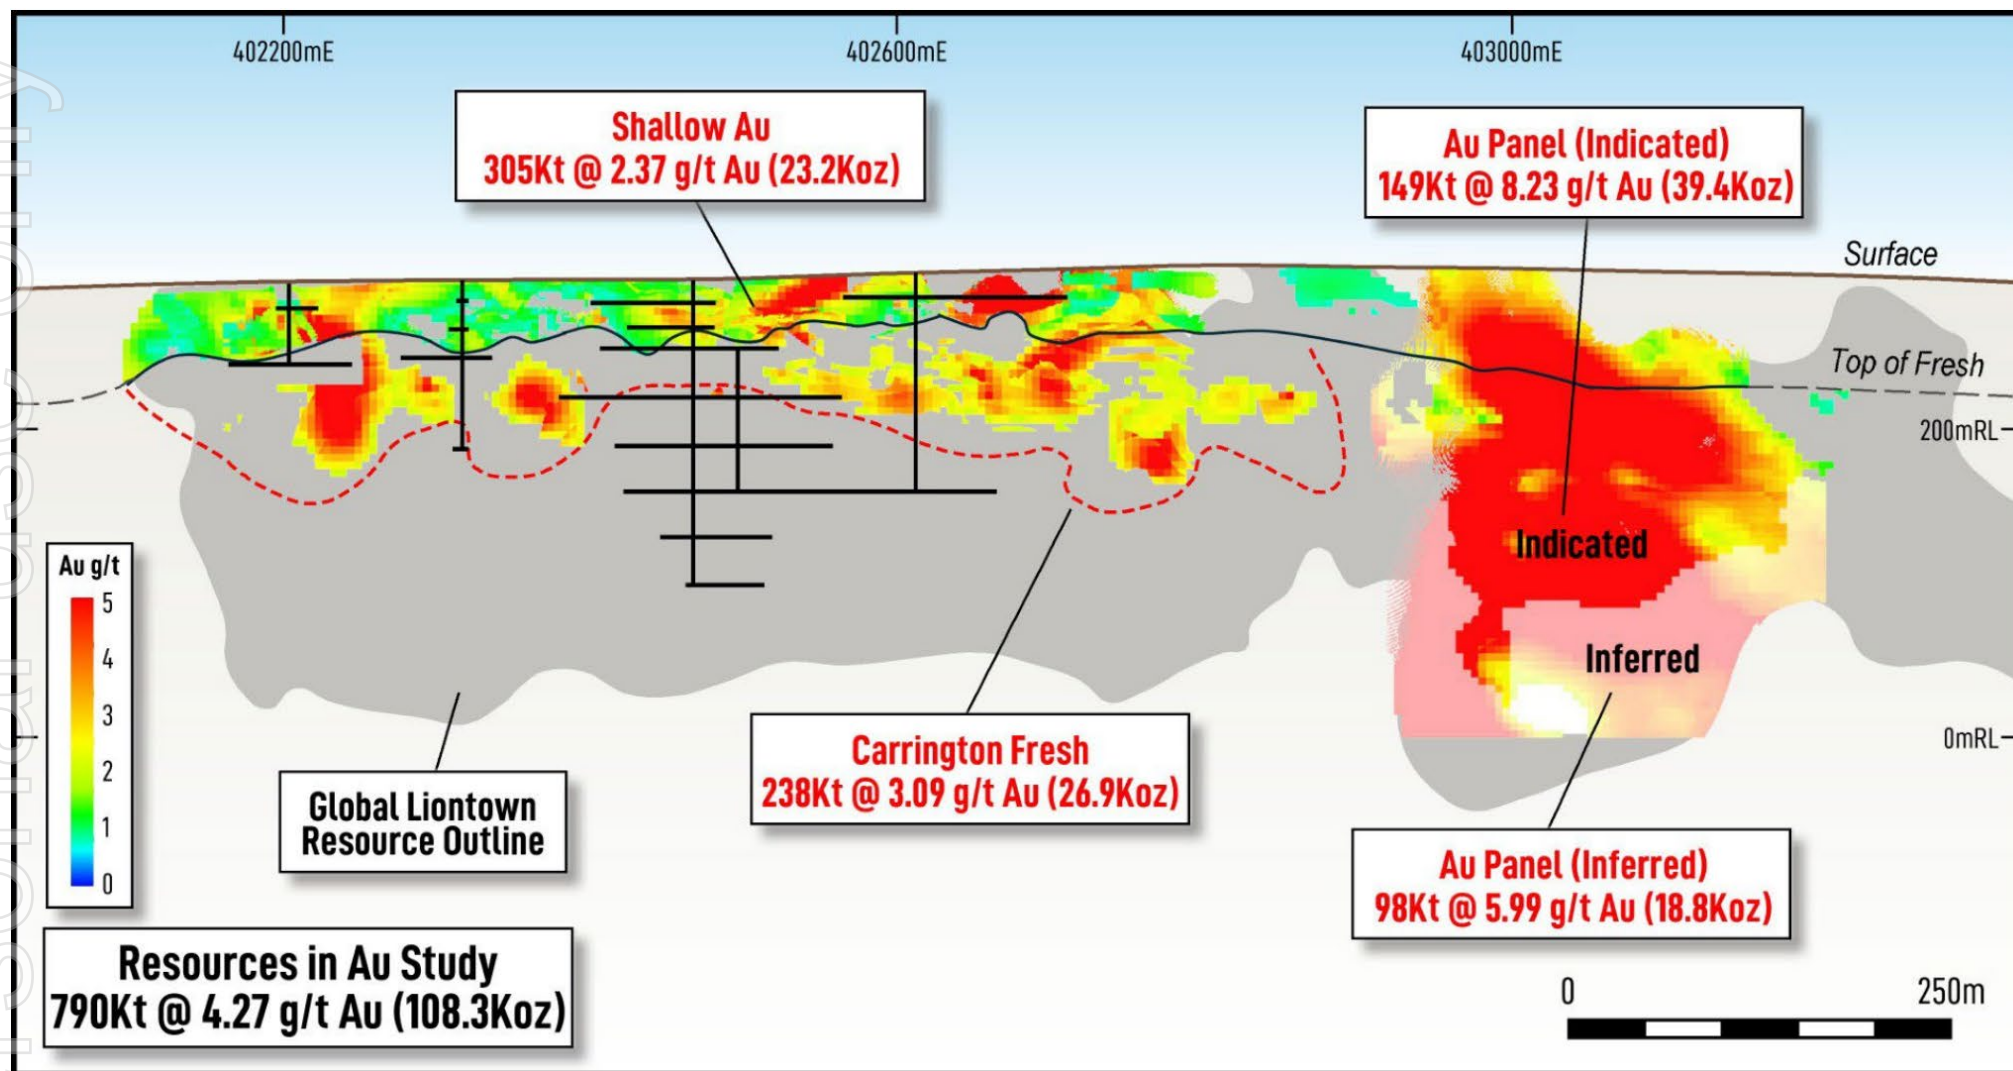 402200mE
402600mE
403000mE
Shallow Au
305Kt @ 2.37 g/t Au (23.2Koz)
Au Panel (Indicated)
149Kt @ 8.23 g/t Au (39.4Koz)
Surface
Top of Fresh
200mRL
Indicated
Inferred
0mRL
Au g/t
5
4
3
2
1
0
Global Liontown
Resource Outline
Carrington Fresh
238Kt @ 3.09 g/t Au (26.9Koz)
Au Panel (Inferred)
98Kt @ 5.99 g/t Au (18.8Koz)
Resources in Au Study
790Kt @ 4.27 g/t Au (108.3Koz)
0
250m